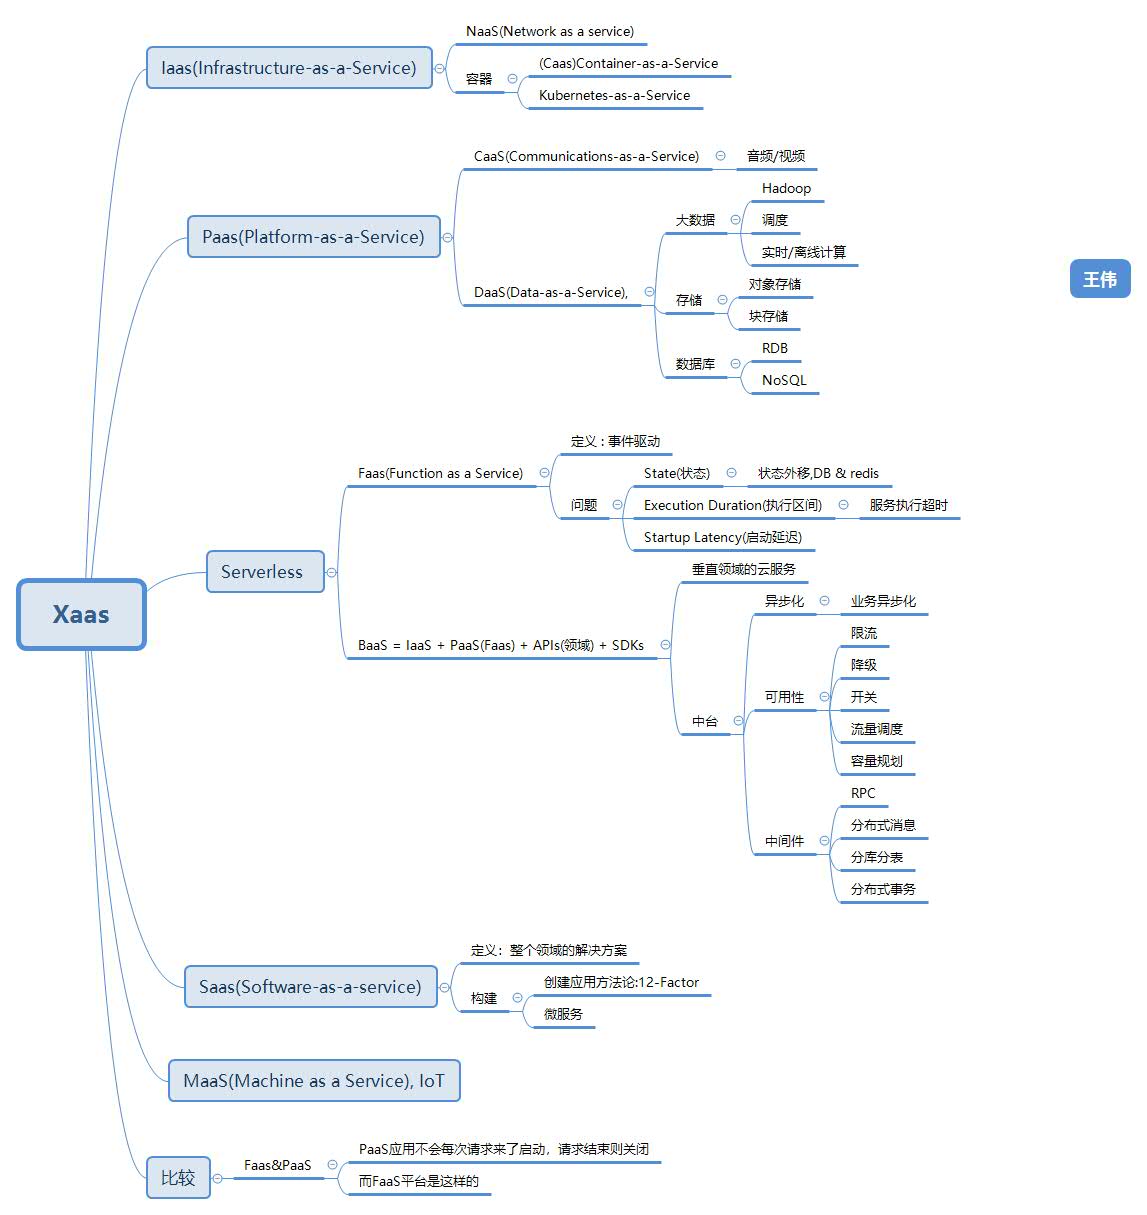 Xaas
Iaas(Infrastructure-as-a-Service)
NaaS(Network as a service)
容器
(Caas)Container-as-a-Service
Kubernetes-as-a-Service
Paas(Platform-as-a-Service)
CaaS(Communications-as-a-Service)
音频/视频
DaaS(Data-as-a-Service),
大数据
Hadoop
调度
实时/离线计算
存储
对象存储
块存储
数据库
RDB
NoSQL
王伟
Serverless
Faas(Function as a Service)
定义 : 事件驱动
问题
State(状态)
状态外移,DB & redis
Execution Duration(执行区间)
服务执行超时
Startup Latency(启动延迟)
BaaS = IaaS + PaaS(Faas) + APIs(领域) + SDKs
垂直领域的云服务
中台
异步化
业务异步化
可用性
限流
降级
开关
流量调度
容量规划
中间件
RPC
分布式消息
分库分表
分布式事务
Saas(Software-as-a-service)
定义：整个领域的解决方案
构建
创建应用方法论:12-Factor
微服务
MaaS(Machine as a Service), IoT
比较
Faas&PaaS
PaaS应用不会每次请求来了启动，请求结束则关闭
而FaaS平台是这样的